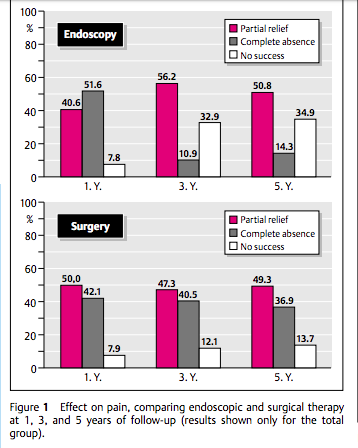 100
%
80
60
40
20
0
Endoscopy
Partial relief
Complete absence
No success
40.6
51.6
7.8
56.2
10.9
32.9
50.8
14.3
34.9
1. Y.
3. Y.
5. Y.
100
%
80
60
40
20
0
Surgery
Partial relief
Complete absence
No success
50,0
42.1
7.9
47.3
40.5
12.1
49.3
36.9
13.7
1. Y.
3. Y.
5. Y.
Figure 1 Effect on pain, comparing endoscopic and surgical therapy
at 1, 3, and 5 years of follow-up (results shown only for the total
group).